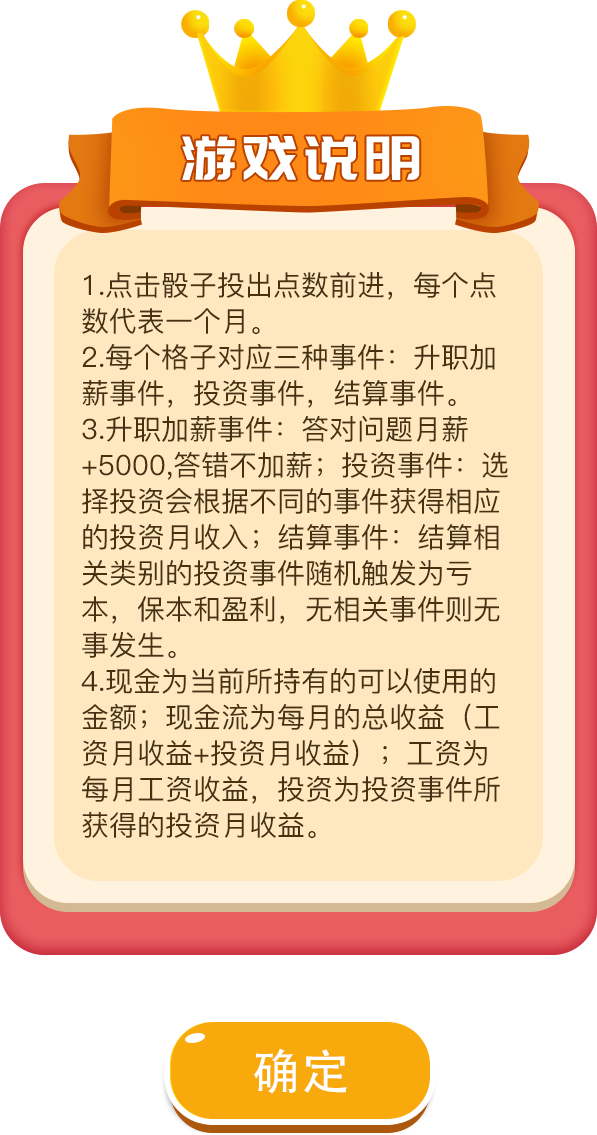 游戏说明
1.点击骰子投出点数前进，每个点
数代表一个月。
2.每个格子对应三种事件：升职加
薪事件，投资事件，结算事件。
3.升职加薪事件：答对问题月薪
+5000,答错不加薪；投资事件：选
择投资会根据不同的事件获得相应
的投资月收入；结算事件：结算相
关类别的投资事件随机触发为亏
本，保本和盈利，无相关事件则无
事发生。
4.现金为当前所持有的可以使用的
金额；现金流为每月的总收益（工
资月收益+投资月收益）；工资为
每月工资收益，投资为投资事件所
获得的投资月收益。
确定